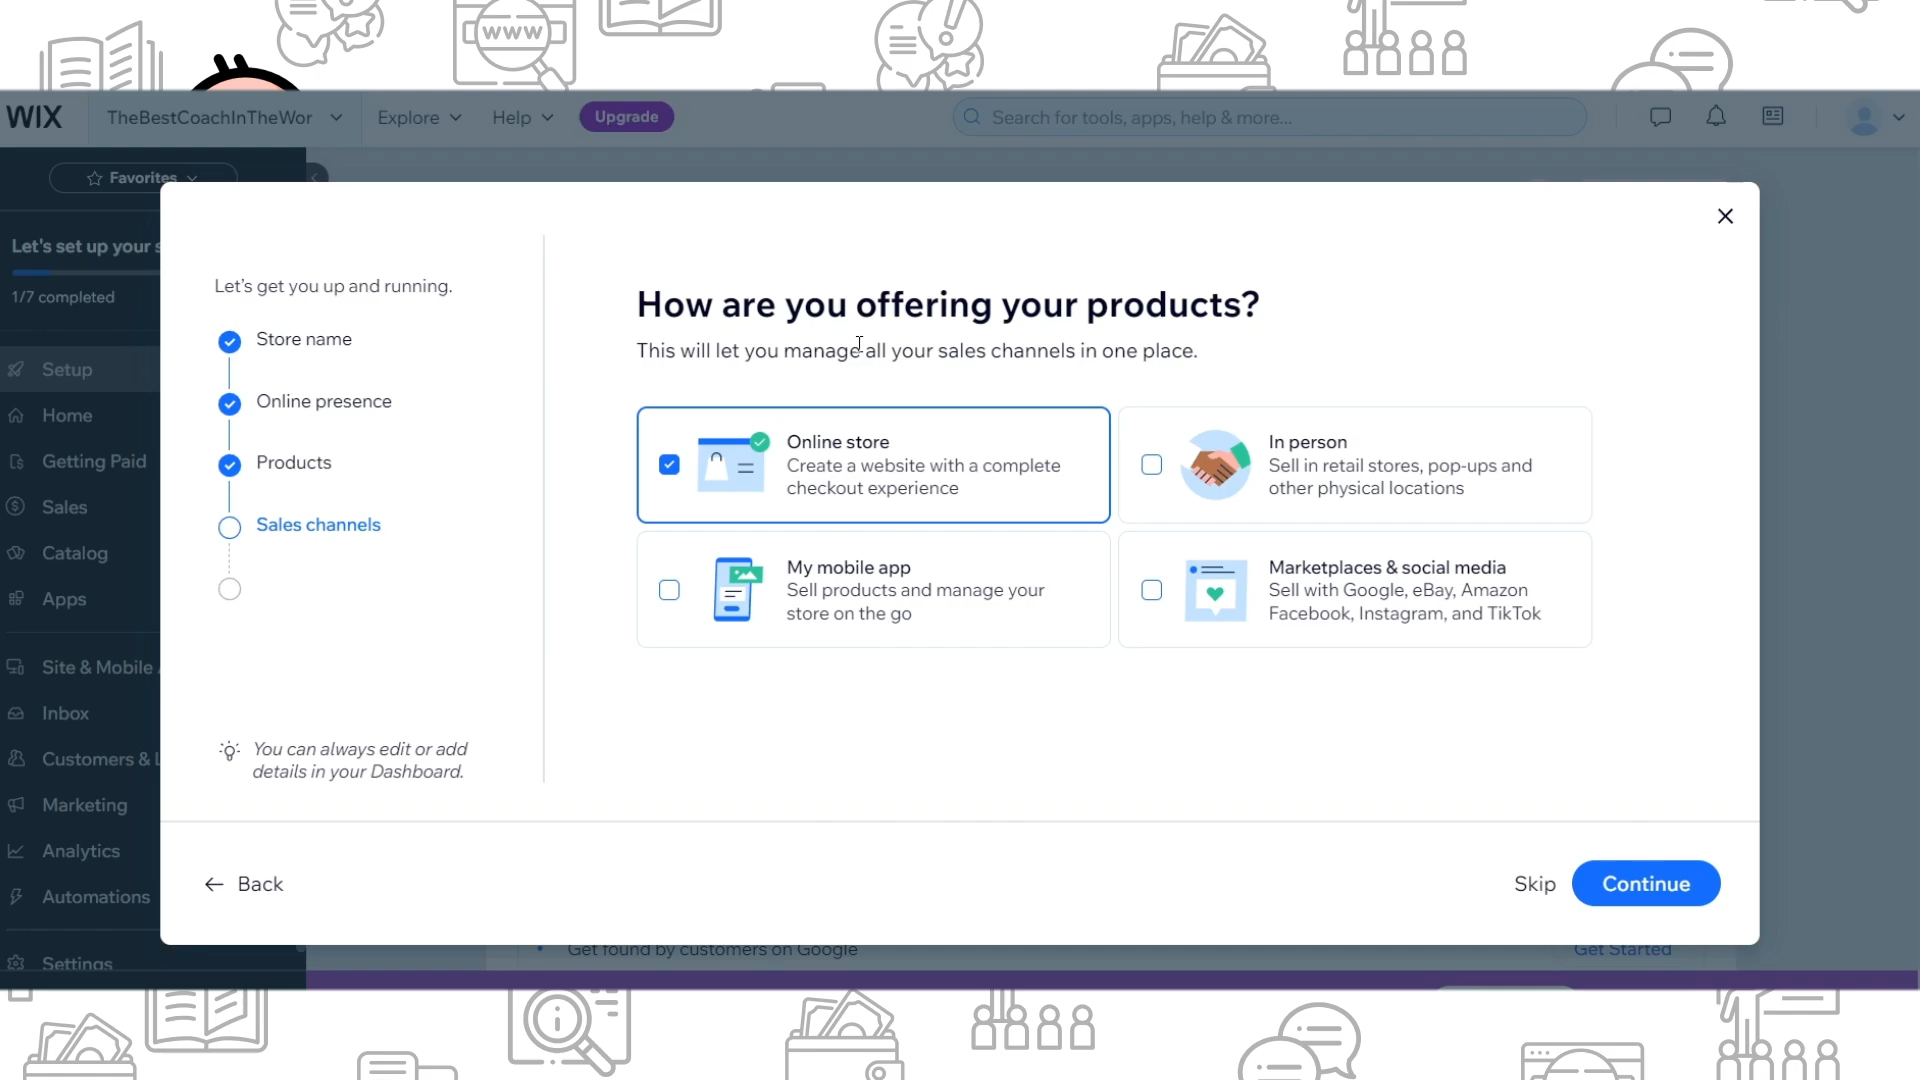 www
WIX
TheBestCoachInTheWor
Explore
Help
Upgrade
Search for tools, apps, help & more...
Favorites
Let's set up your s
1/7 completed
Setup
Home
Getting Paid
Sales
Catalog
Apps
Site & Mobile
Inbox
Customers &
Marketing
Analytics
Automations
Settings
Let's get you up and running.
Store name
Online presence
Products
Sales channels
You can always edit or add
details in your Dashboard.
How are you offering your products?
This will let you manage all your sales channels in one place.
Online store
Create a website with a complete
checkout experience
In person
Sell in retail stores, pop-ups and
other physical locations
My mobile app
Sell products and manage your
store on the go
Marketplaces & social media
Sell with Google, eBay, Amazon
Facebook, Instagram, and TikTok
Back
Skip
Continue
Get found by customers on Google
Get Started